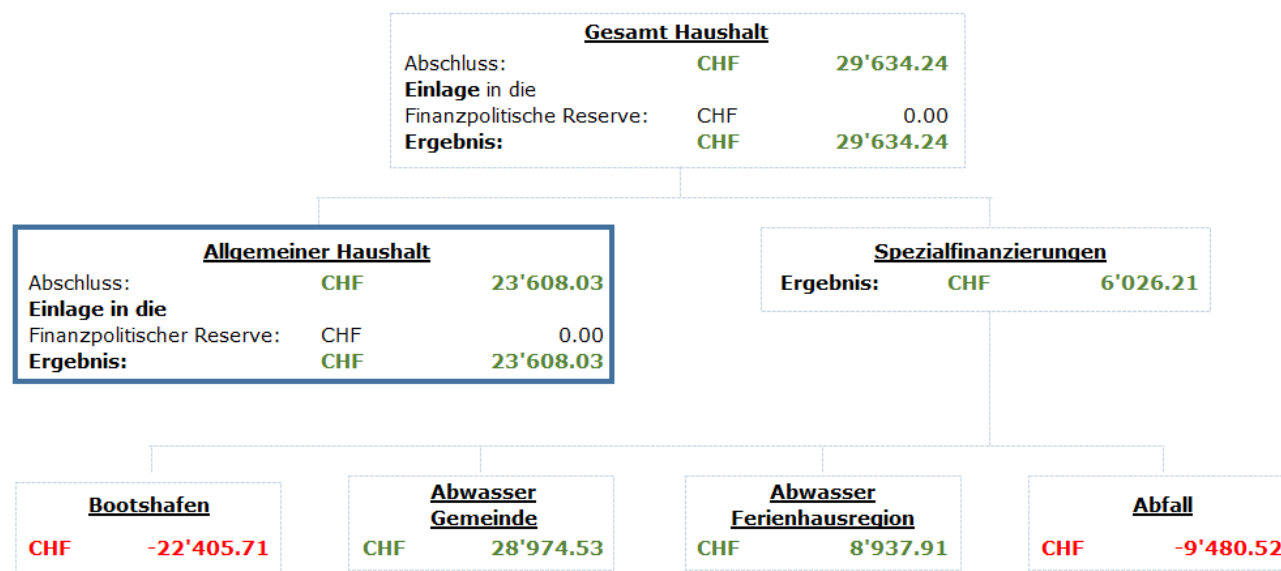 Gesamt Haushalt
Abschluss: CHF 29'634.24
Einlage in die
Finanzpolitische Reserve: CHF 0.00
Ergebnis: CHF 29'634.24
Allgemeiner Haushalt
Abschluss: CHF 23'608.03
Einlage in die
Finanzpolitischer Reserve: CHF 0.00
Ergebnis: CHF 23'608.03
Spezialfinanzierungen
Ergebnis: CHF 6'026.21
Bootshafen
CHF -22'405.71
Abwasser
Gemeinde
CHF 28'974.53
Abwasser
Ferienhausregion
CHF 8'937.91
Abfall
CHF -9'480.52